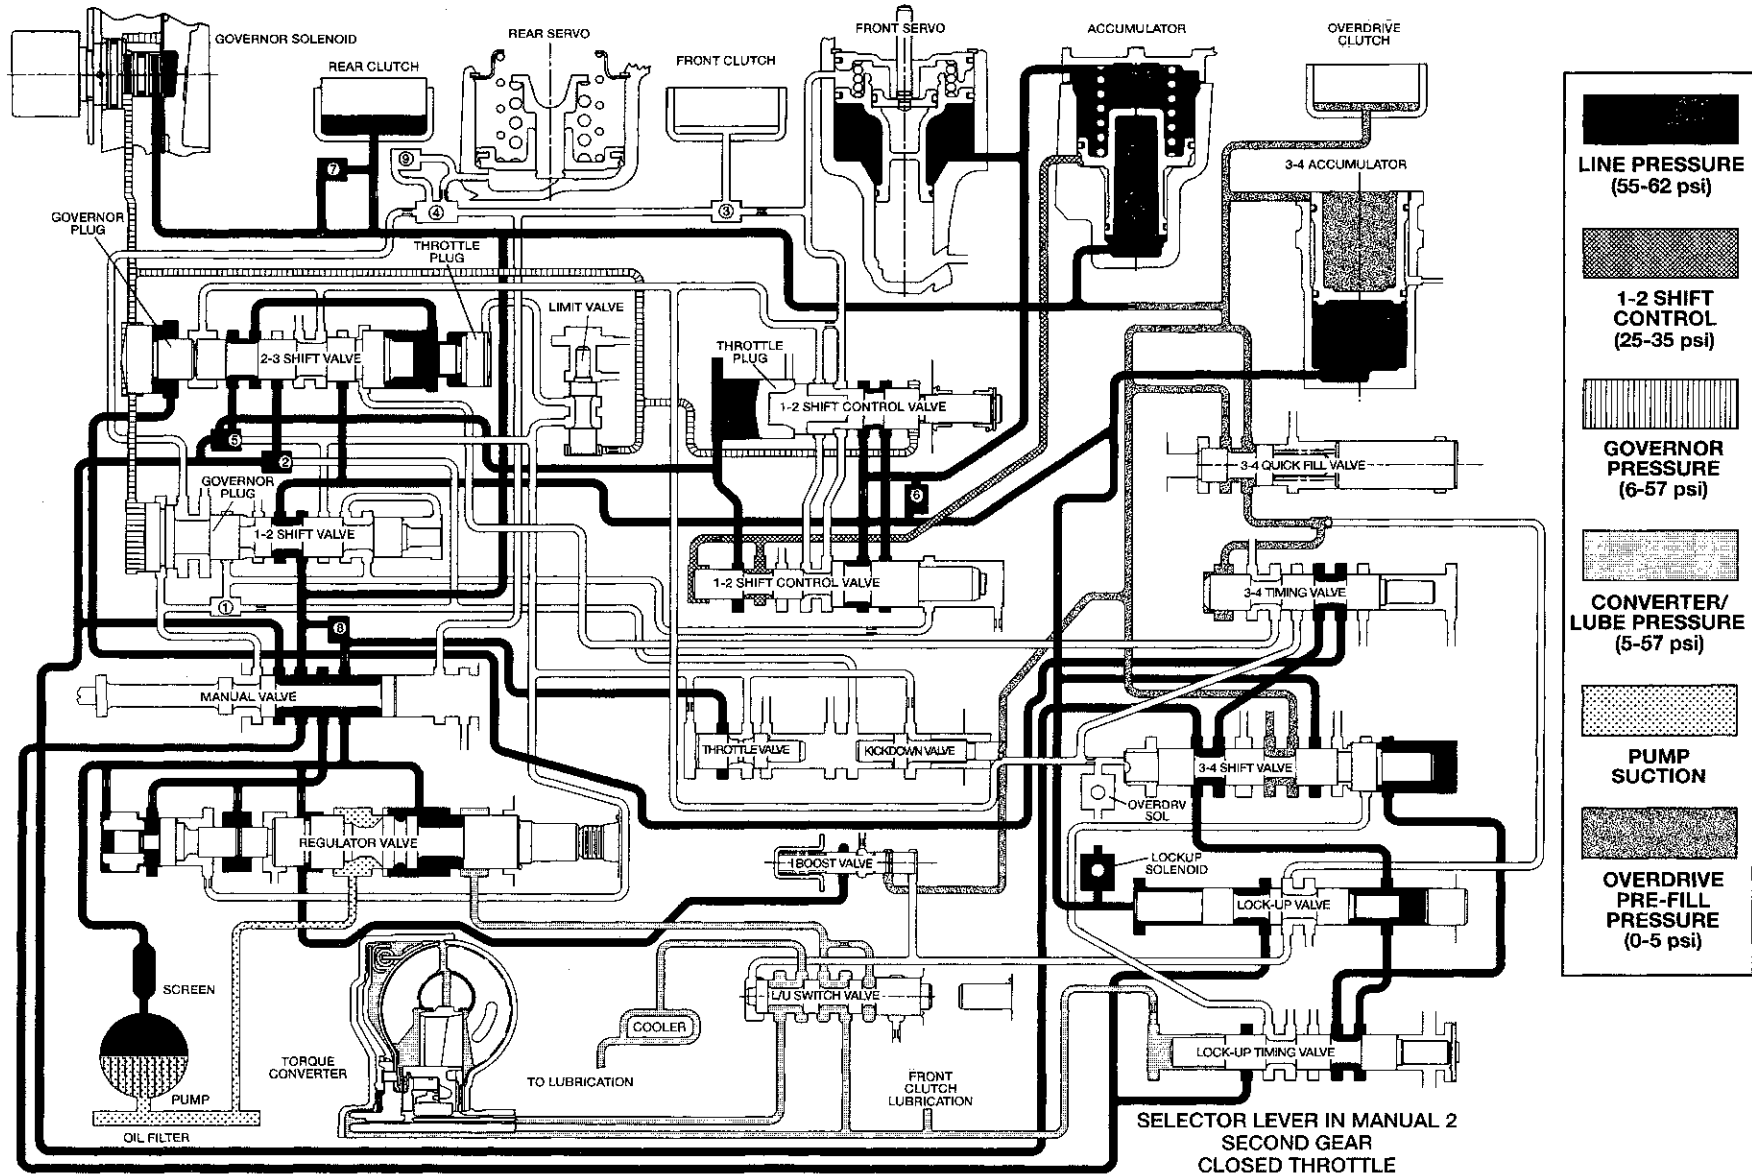 GOVERNOR SOLENOID
REAR CLUTCH
REAR SERVO
FRONT CLUTCH
FRONT SERVO
ACCUMULATOR
OVERDRIVE
CLUTCH
3-4 ACCUMULATOR
7
9
4
3
GOVERNOR
PLUG
THROTTLE
PLUG
LIMIT VALVE
2-3 SHIFT VALVE
THROTTLE
PLUG
1-2 SHIFT CONTROL VALVE
5
2
GOVERNOR
PLUG
6
3-4 QUICK FILL VALVE
1-2 SHIFT VALVE
1-2 SHIFT CONTROL VALVE
3-4 TIMING VALVE
1
8
MANUAL VALVE
THROTTLE VALVE
KICKDOWN VALVE
3-4 SHIFT VALVE
OVERDRV
SOL
REGULATOR VALVE
BOOST VALVE
LOCKUP
SOLENOID
LOCK-UP VALVE
SCREEN
L/U SWITCH VALVE
COOLER
TORQUE
CONVERTER
TO LUBRICATION
FRONT
CLUTCH
LUBRICATION
LOCK-UP TIMING VALVE
PUMP
OIL FILTER
SELECTOR LEVER IN MANUAL 2
SECOND GEAR
CLOSED THROTTLE
LINE PRESSURE
(55-62 psi)
1-2 SHIFT
CONTROL
(25-35 psi)
GOVERNOR
PRESSURE
(6-57 psi)
CONVERTER/
LUBE PRESSURE
(5-57 psi)
PUMP
SUCTION
OVERDRIVE
PRE-FILL
PRESSURE
(0-5 psi)